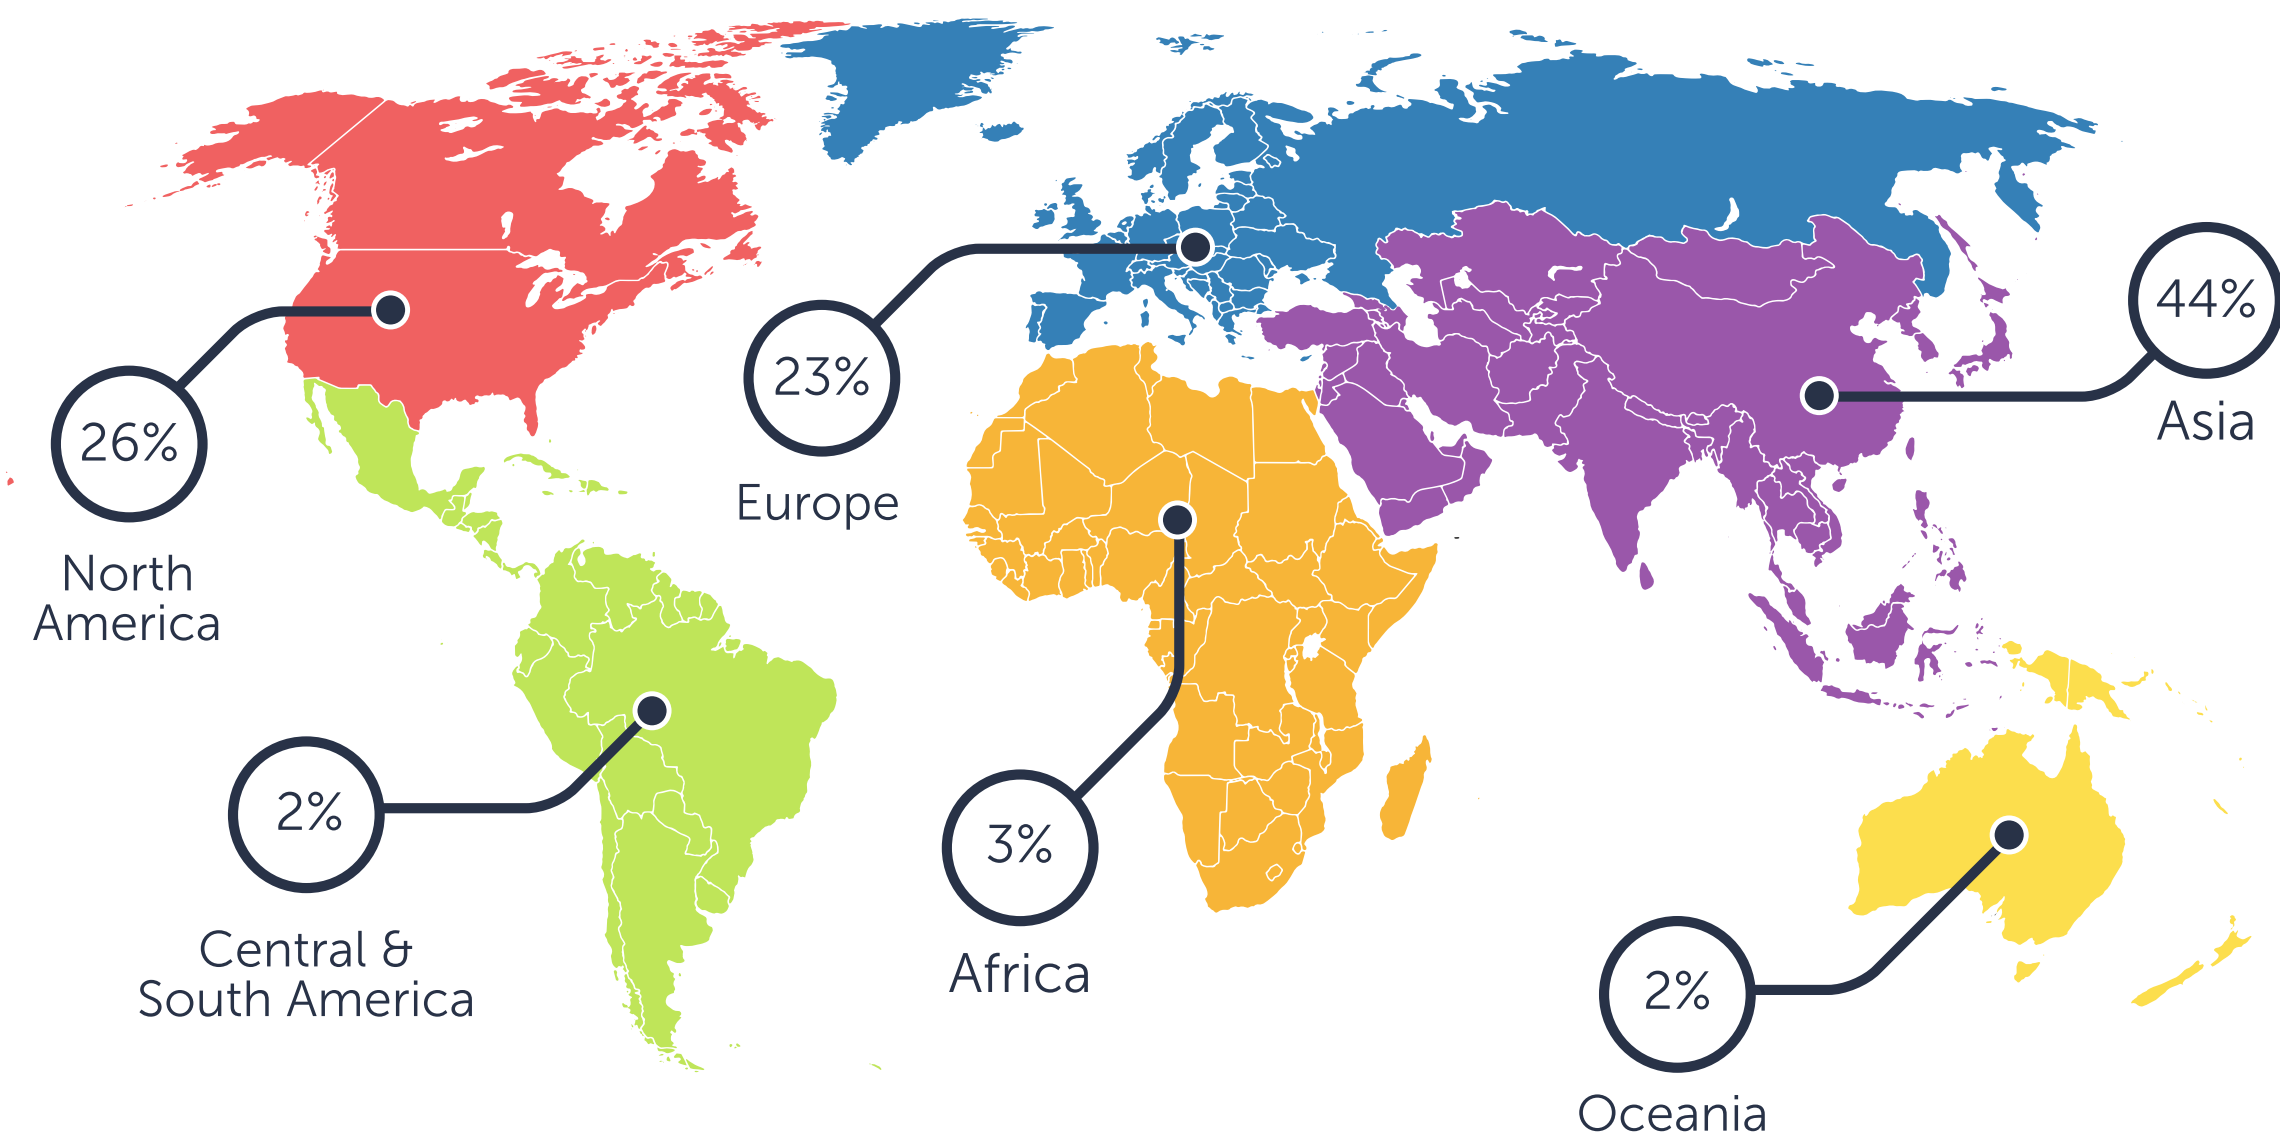 26%
North
America
23%
Europe
44%
Asia
2%
Central &
South America
3%
Africa
2%
Oceania